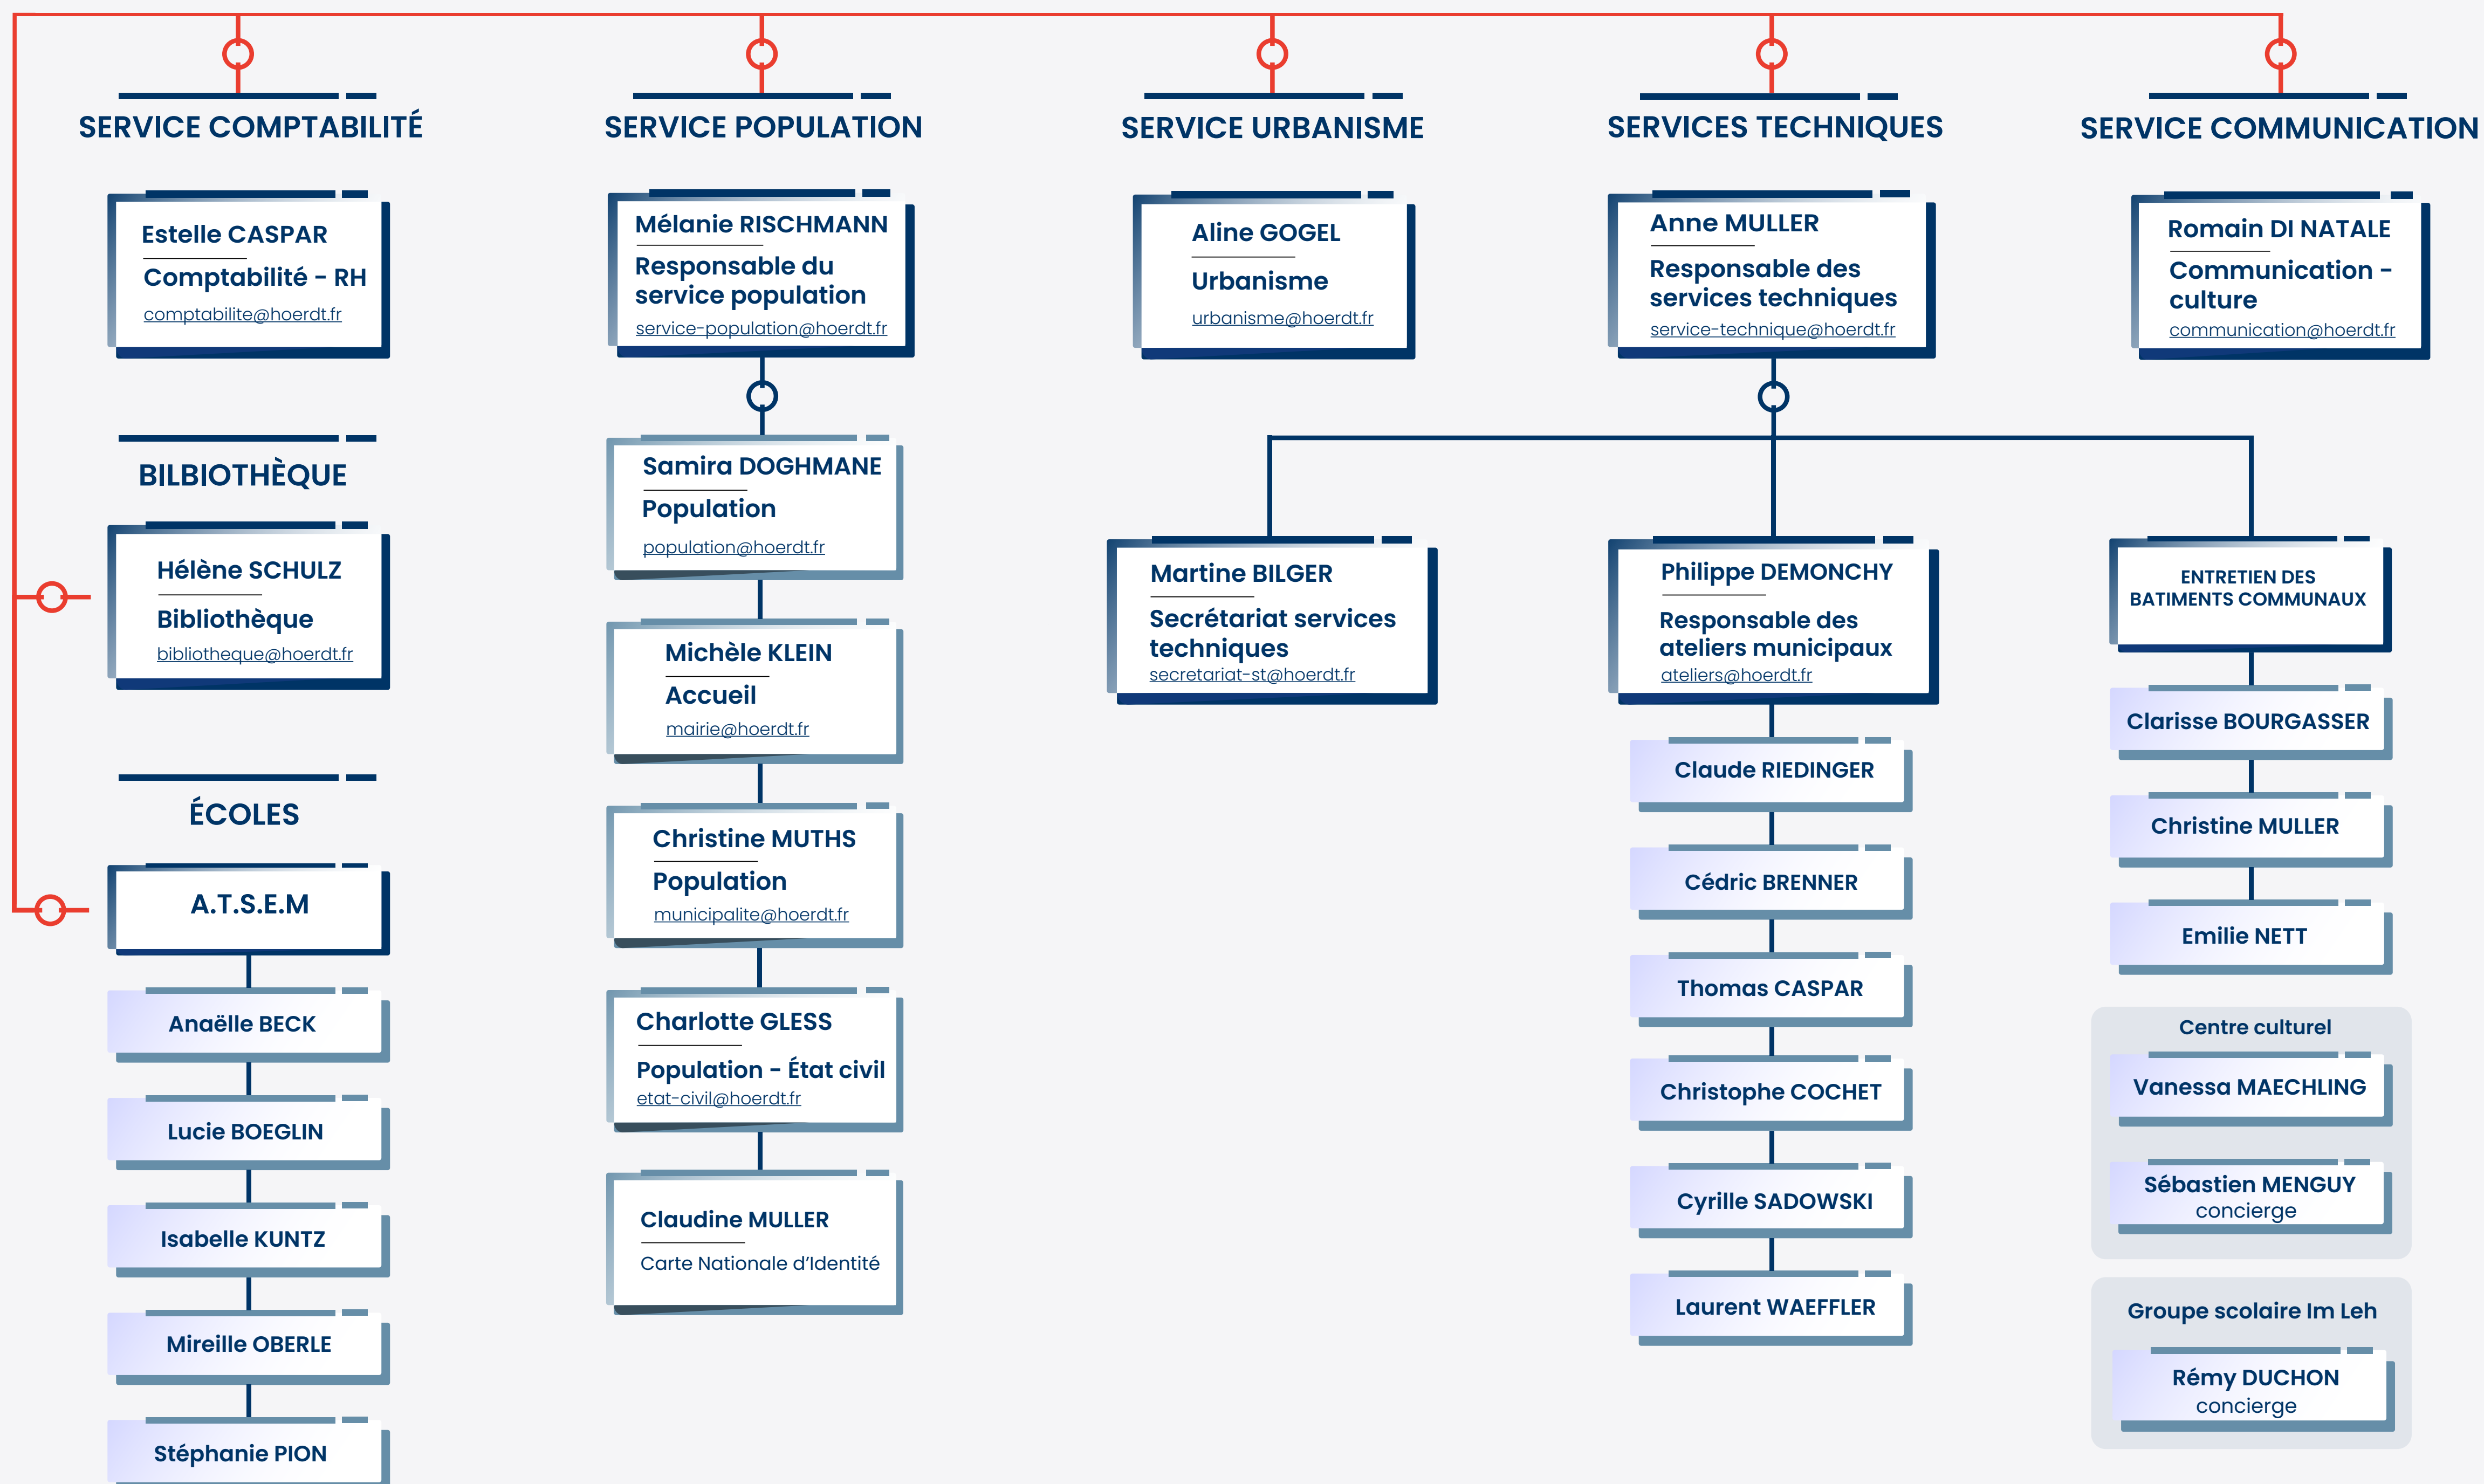 SERVICE COMPTABILITÉ
Estelle CASPAR
Comptabilité - RH
comptabilite@hoerdt.fr
BILBIOTHÈQUE
Hélène SCHULZ
Bibliothèque
bibliotheque@hoerdt.fr
ÉCOLES
A.T.S.E.M
Anaëlle BECK
Lucie BOEGLIN
Isabelle KUNTZ
Mireille OBERLE
Stéphanie PION
SERVICE POPULATION
Mélanie RISCHMANN
Responsable du
service population
service-population@hoerdt.fr
Samira DOGHMANE
Population
population@hoerdt.fr
Michèle KLEIN
Accueil
mairie@hoerdt.fr
Christine MUTHS
Population
municipalite@hoerdt.fr
Charlotte GLESS
Population - État civil
etat-civil@hoerdt.fr
Claudine MULLER
Carte Nationale d’Identité
SERVICE URBANISME
Aline GOGEL
Urbanisme
urbanisme@hoerdt.fr
SERVICES TECHNIQUES
Anne MULLER
Responsable des
services techniques
service-technique@hoerdt.fr
Martine BILGER
Secrétariat services
techniques
secretariat-st@hoerdt.fr
Philippe DEMONCHY
Responsable des
ateliers municipaux
ateliers@hoerdt.fr
Claude RIEDINGER
Cédric BRENNER
Thomas CASPAR
Christophe COCHET
Cyrille SADOWSKI
Laurent WAEFFLER
ENTRETIEN DES
BATIMENTS COMMUNAUX
Clarisse BOURGASSER
Christine MULLER
Emilie NETT
Centre culturel
Vanessa MAECHLING
Sébastien MENGUY
concierge
Groupe scolaire Im Leh
Rémy DUCHON
concierge
SERVICE COMMUNICATION
Romain DI NATALE
Communication -
culture
communication@hoerdt.fr